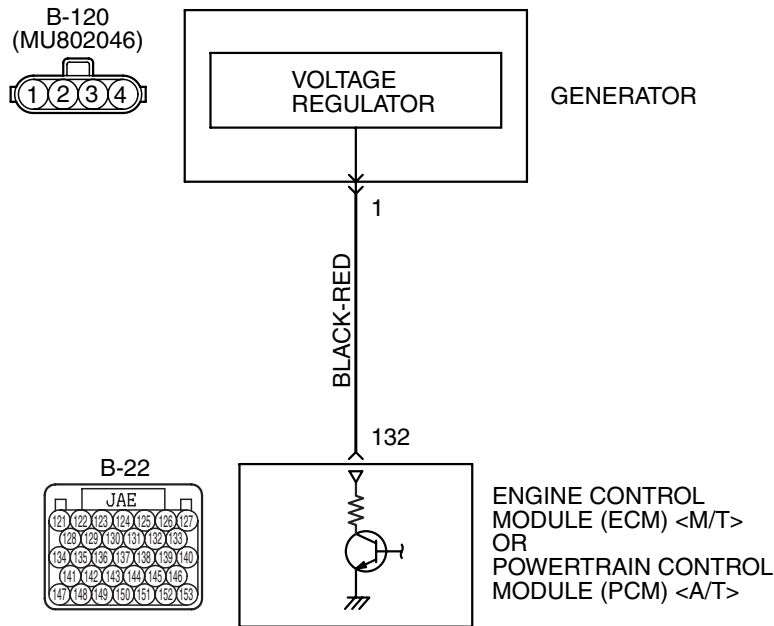 B-120
(MU802046)
1 2 3 4
VOLTAGE
REGULATOR
GENERATOR
1
BLACK-RED
132
B-22
JAE
121 122 123 124 125 126 127
128 129 130 131 132 133
134 135 136 137 138 139 140
141 142 143 144 145 146
147 148 149 150 151 152 153
ENGINE CONTROL
MODULE (ECM) <M/T>
OR
POWERTRAIN CONTROL
MODULE (PCM) <A/T>